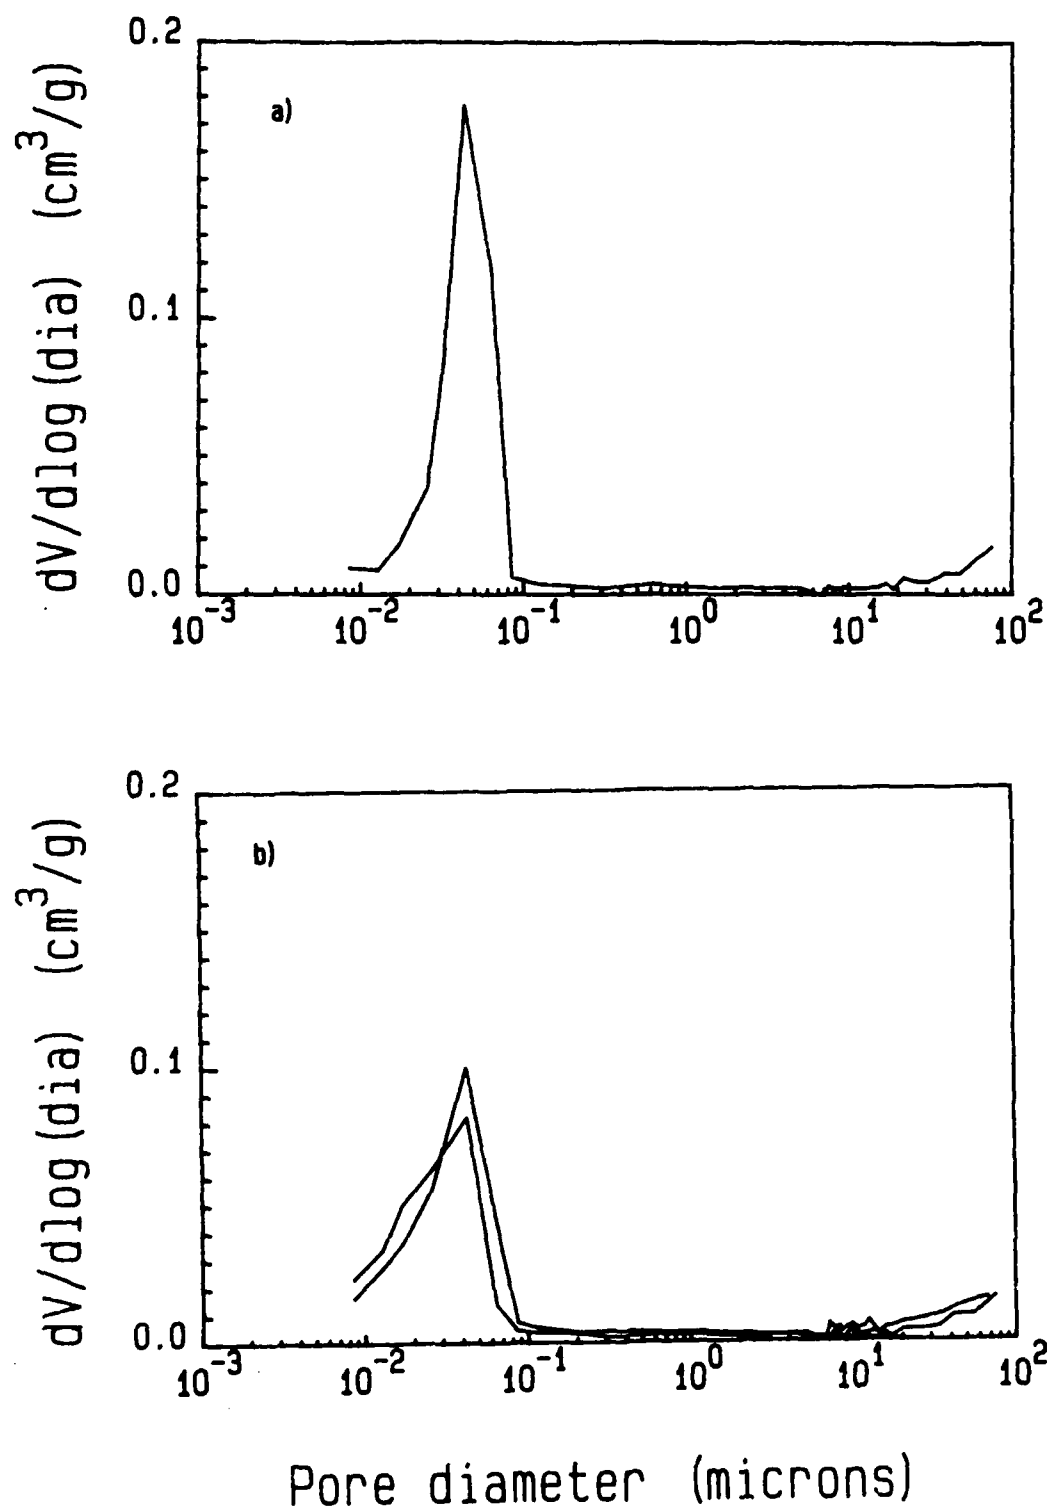 0.2
a)
dV/dlog(dia) (cm³/g)
0.1
0.0
10⁻³ 10⁻² 10⁻¹ 10⁰ 10¹ 10²
0.2
b)
dV/dlog(dia) (cm³/g)
0.1
0.0
10⁻³ 10⁻² 10⁻¹ 10⁰ 10¹ 10²
Pore diameter (microns)